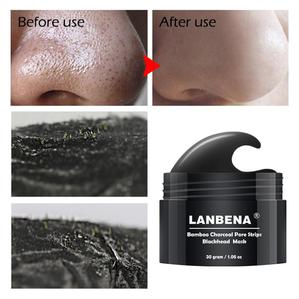 Before use
After use
LANBENA ®
Bamboo Charcoal Pore Strips
Blackhead Mask
30 gram / 1.06 oz